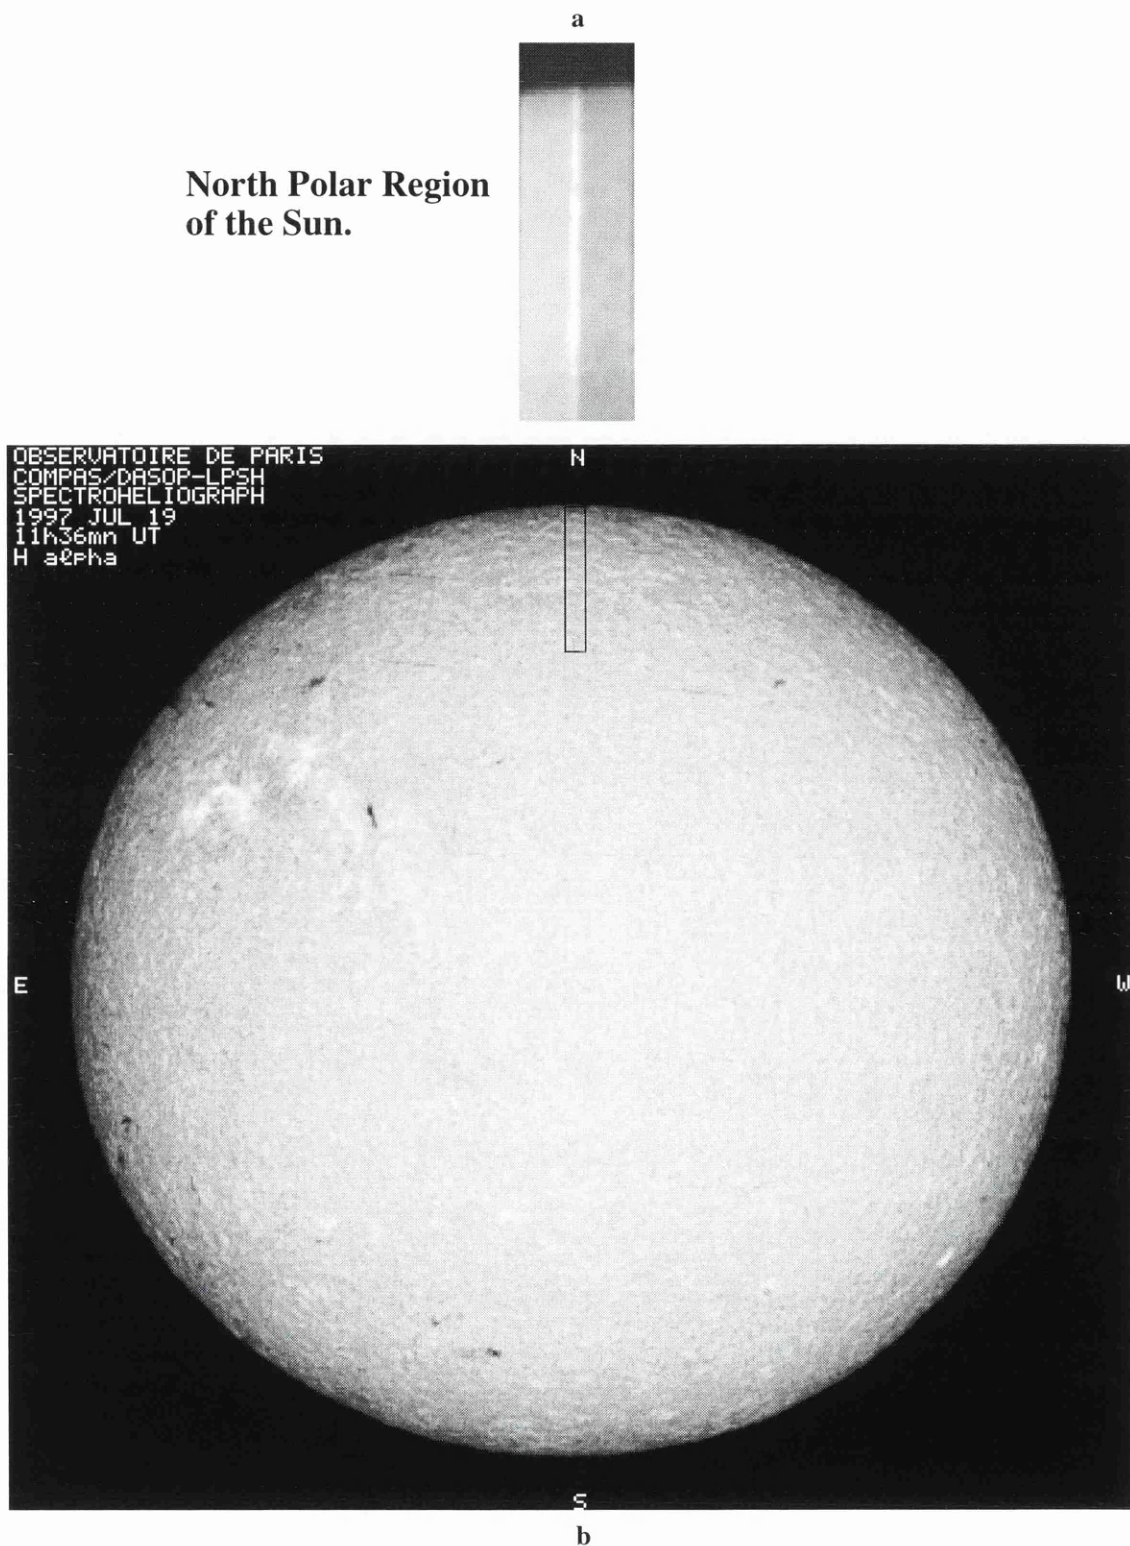 a
North Polar Region
of the Sun.
OBSERVATOIRE DE PARIS
COMPAS/DASOP-LPSH
SPECTROHELIOGRAPH
1997 JUL 19
11h36mn UT
H alpha
N
E
W
S
b